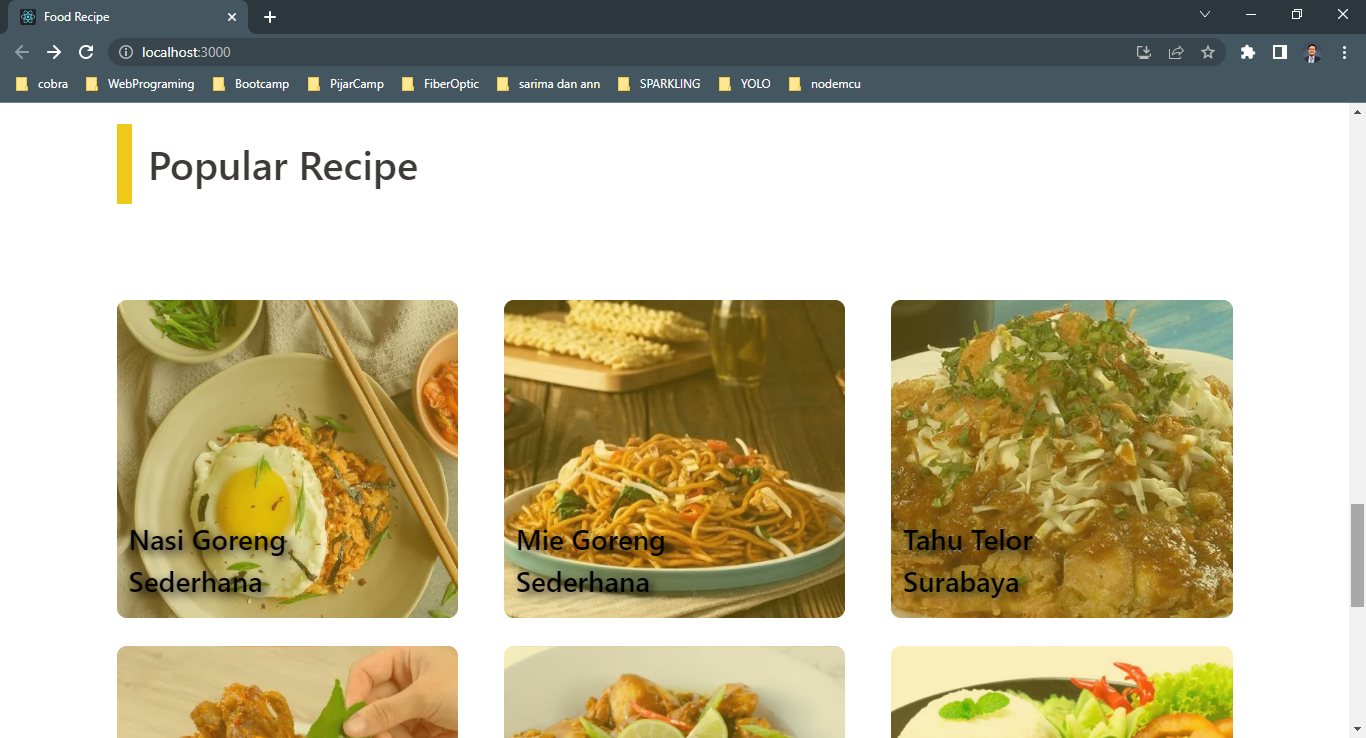 Food Recipe
localhost:3000
cobra WebPrograming Bootcamp PijarCamp FiberOptic sarima dan ann SPARKLING YOLO nodemcu
Popular Recipe
Nasi Goreng
Sederhana
Mie Goreng
Sederhana
Tahu Telor
Surabaya